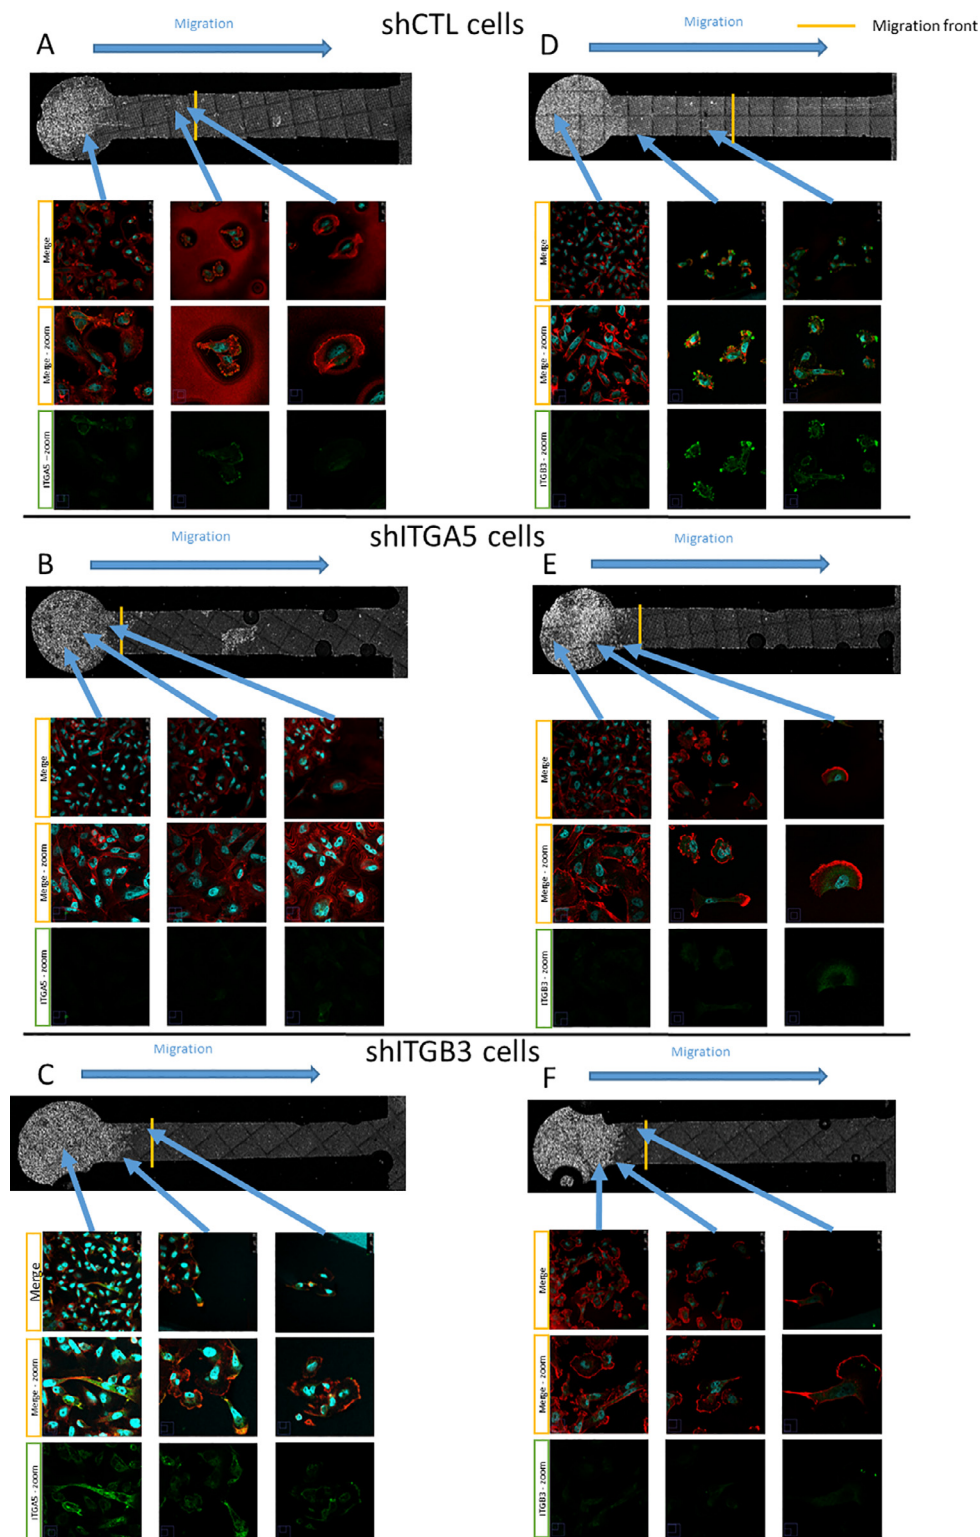 shCTL cells
Migration
Migration
Migration front
A
D
Merge
Merge - zoom
ITGA5 – zoom
Merge
Merge - zoom
ITGB3 - zoom
shITGA5 cells
Migration
Migration
B
E
Merge
Merge - zoom
ITGA5 - zoom
Merge
Merge - zoom
ITGB3 - zoom
shITGB3 cells
Migration
Migration
C
F
Merge
Merge - zoom
ITGA5 - zoom
Merge
Merge - zoom
ITGB3 - zoom